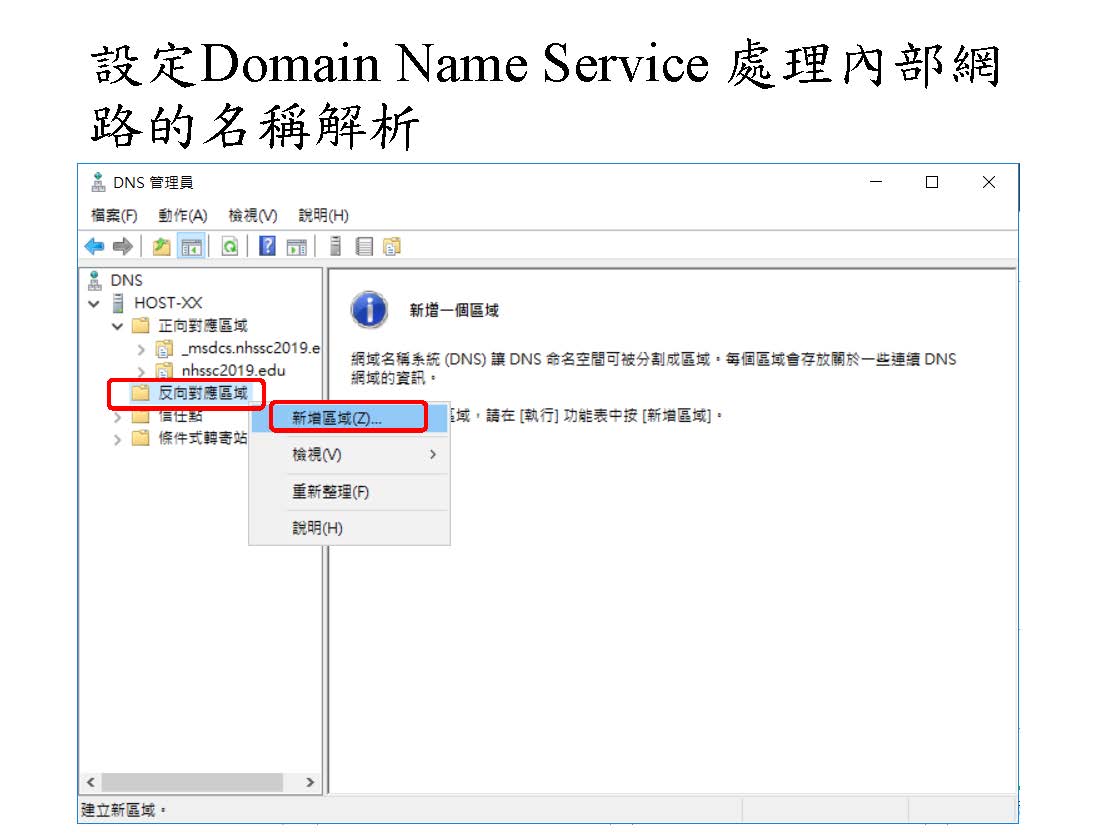 設定Domain Name Service 處理內部網
路的名稱解析
DNS 管理員
檔案(F) 動作(A) 檢視(V) 說明(H)
DNS
HOST-XX
正向對應區域
_msdcs.nhssc2019.e
nhssc2019.edu
反向對應區域
信任點
條件式轉寄站
新增區域(Z)...
檢視(V)
重新整理(F)
說明(H)
新增一個區域
網域名稱系統 (DNS) 讓 DNS 命名空間可被分割成區域。每個區域會存放關於一些連續 DNS
網域的資訊。
區域，請在 [執行] 功能表中按 [新增區域]。
建立新區域。